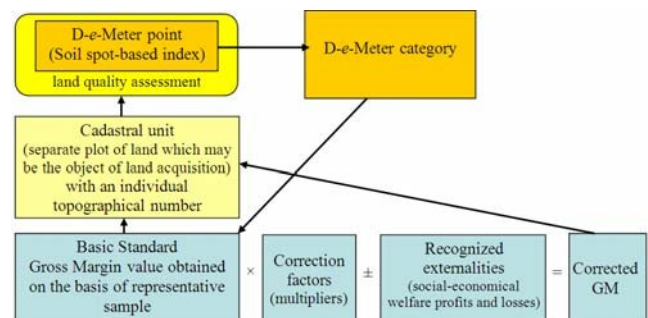 D-e-Meter point
(Soil spot-based index)
land quality assessment
D-e-Meter category
Cadastral unit
(separate plot of land which may
be the object of land acquisition)
with an individual
topographical number
Basic Standard
Gross Margin value obtained
on the basis of representative
sample
×
Correction
factors
(multipliers)
±
Recognized
externalities
(social-economical
welfare profits and losses)
=
Corrected
GM